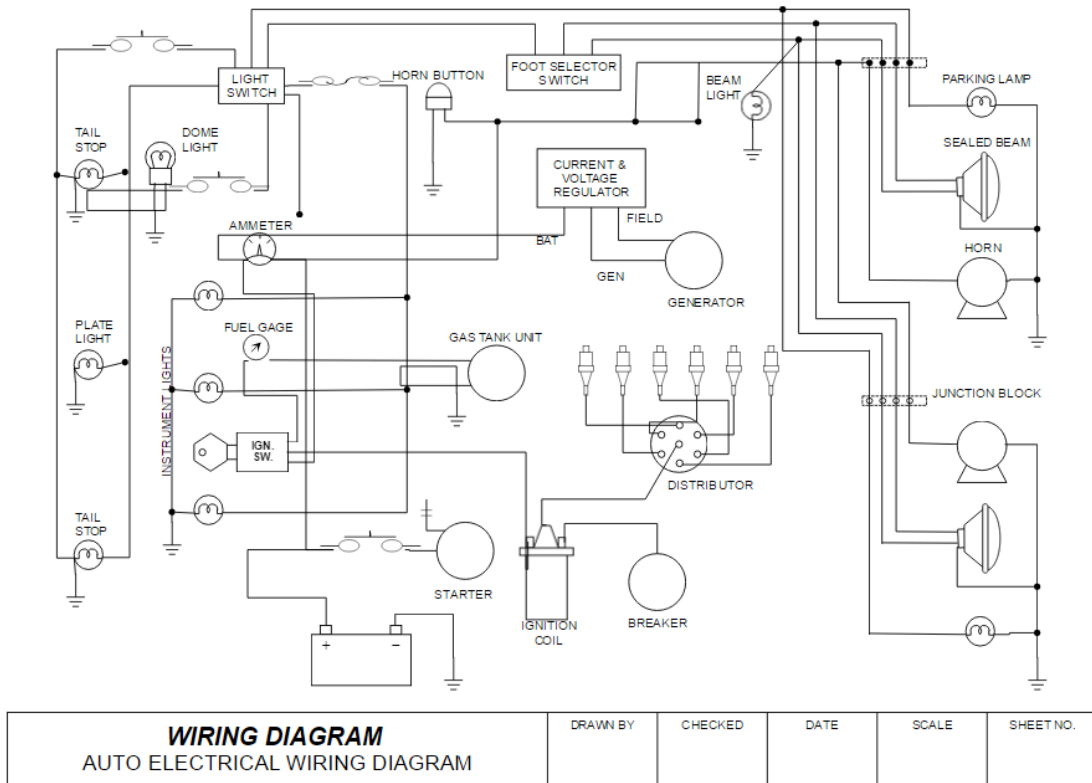 LIGHT
SWITCH
HORN BUTTON
FOOT SELECTOR
SWITCH
BEAM
LIGHT
PARKING LAMP
TAIL
STOP
DOME
LIGHT
SEALED BEAM
CURRENT &
VOLTAGE
REGULATOR
AMMETER
BAT
FIELD
GEN
HORN
GENERATOR
PLATE
LIGHT
FUEL GAGE
GAS TANK UNIT
INSTRUMENT LIGHTS
JUNCTION BLOCK
IGN.
SW.
DISTRIBUTOR
TAIL
STOP
STARTER
IGNITION
COIL
BREAKER
+
−
WIRING DIAGRAM
AUTO ELECTRICAL WIRING DIAGRAM
DRAWN BY
CHECKED
DATE
SCALE
SHEET NO.